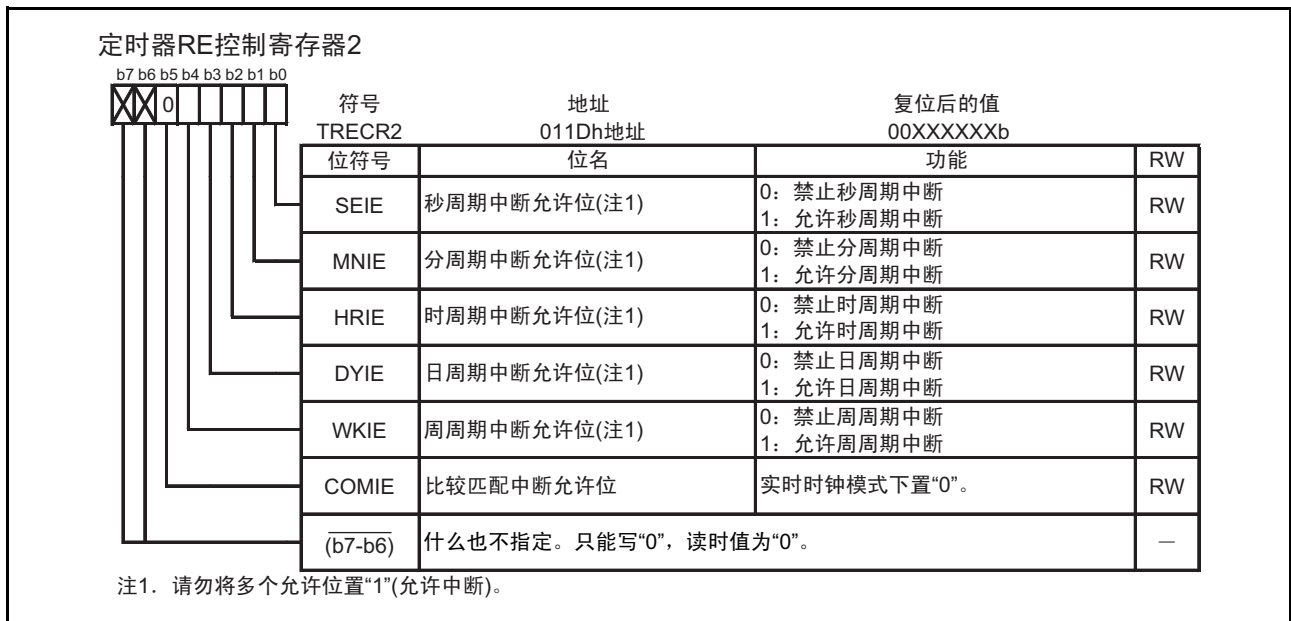 定时器RE控制寄存器2
b7 b6 b5 b4 b3 b2 b1 b0
0
符号 地址 复位后的值
TRECR2 011Dh地址 00XXXXXXb
位符号 位名 功能 RW
SEIE 秒周期中断允许位(注1) 0：禁止秒周期中断 RW
1：允许秒周期中断
MNIE 分周期中断允许位(注1) 0：禁止分周期中断 RW
1：允许分周期中断
HRIE 时周期中断允许位(注1) 0：禁止时周期中断 RW
1：允许时周期中断
DYIE 日周期中断允许位(注1) 0：禁止日周期中断 RW
1：允许日周期中断
WKIE 周周期中断允许位(注1) 0：禁止周周期中断 RW
1：允许周周期中断
COMIE 比较匹配中断允许位 实时时钟模式下置“0”。 RW
(b7-b6) 什么也不指定。只能写“0”，读时值为“0”。 —
注1. 请勿将多个允许位置“1”(允许中断)。